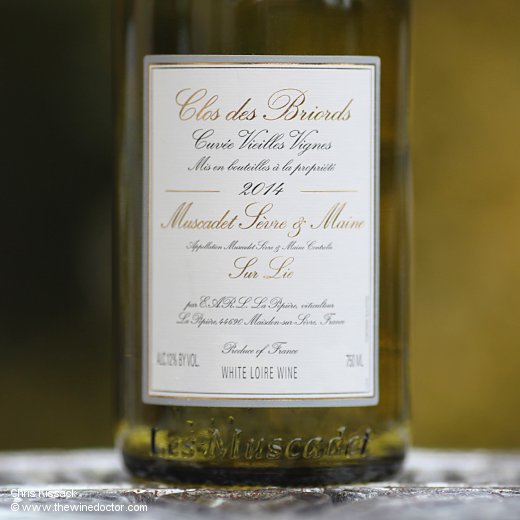 Clos des Briords
Cuvée Vieilles Vignes
Mis en bouteilles à la propriété
2014
Muscadet Sèvre & Maine
Appellation Muscadet Sèvre & Maine Controlée
Sur Lie
par E.A.R.L. La Pépière, viticulteur
La Pépière, 44690 Maisdon-sur-Sèvre, France
Produce of France
ALC.12% BY VOL.
750 ML
WHITE LOIRE WINE
Les Muscadet
Chris Kissack
© www.thewinedoctor.com